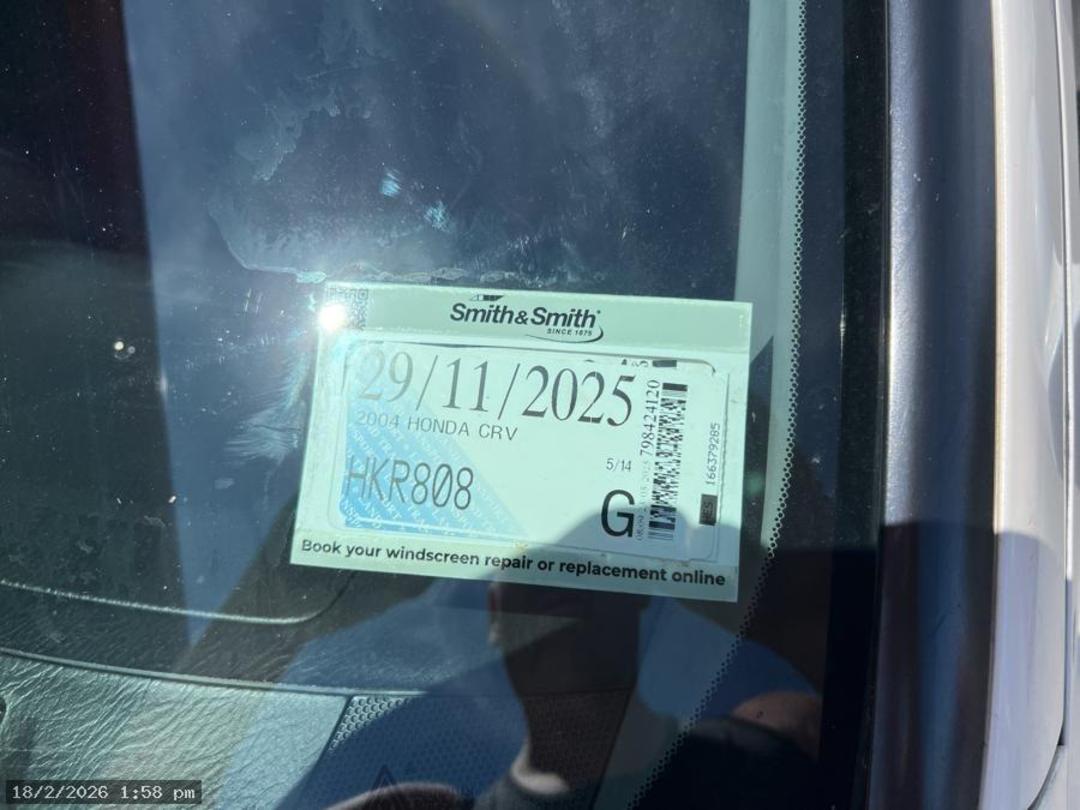 Smith&Smith
SINCE 1875
29/11/2025
2004 HONDA CRV
HKR808
5/14
G
798424120
166379285
Book your windscreen repair or replacement online
18/2/2026 1:58 pm